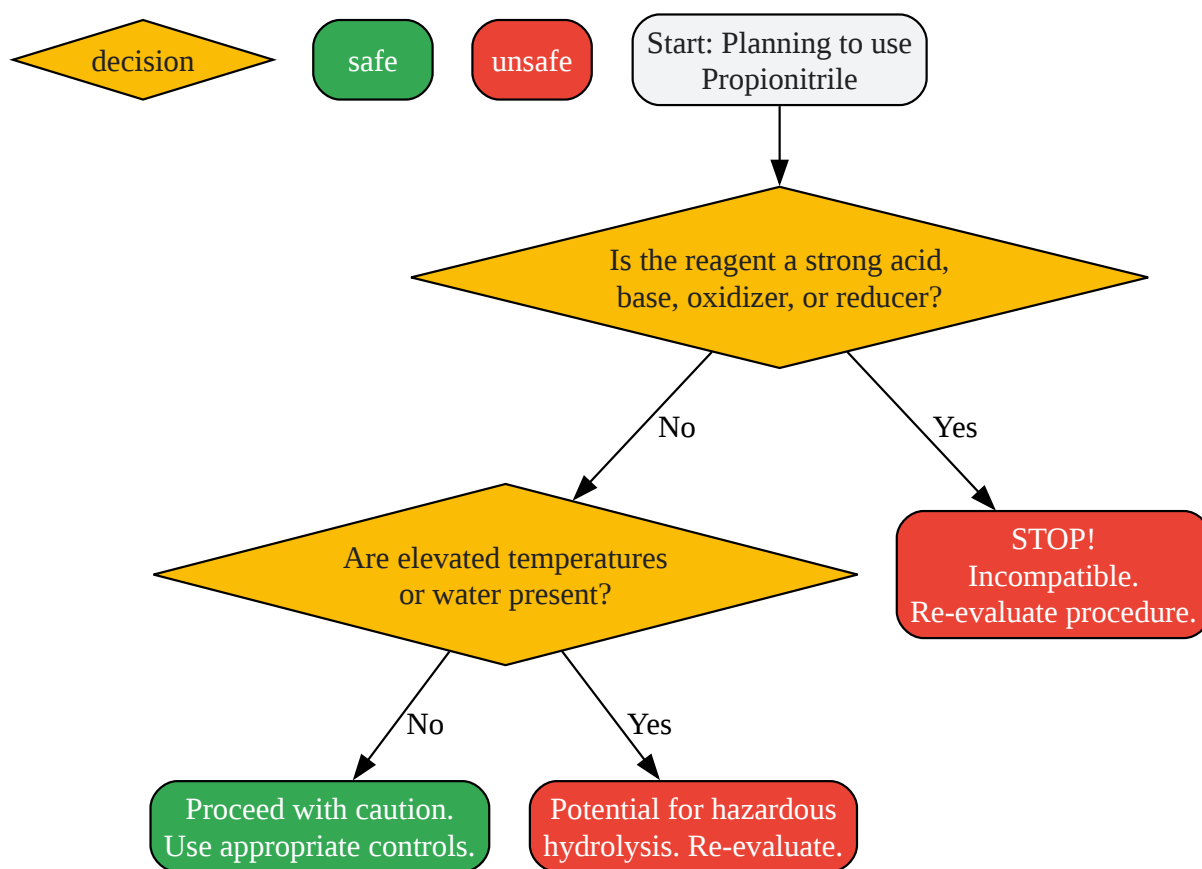 decision
safe
unsafe
Start: Planning to use
Propionitrile
Is the reagent a strong acid,
base, oxidizer, or reducer?
No
Yes
Are elevated temperatures
or water present?
STOP!
Incompatible.
Re-evaluate procedure.
No
Yes
Proceed with caution.
Use appropriate controls.
Potential for hazardous
hydrolysis. Re-evaluate.